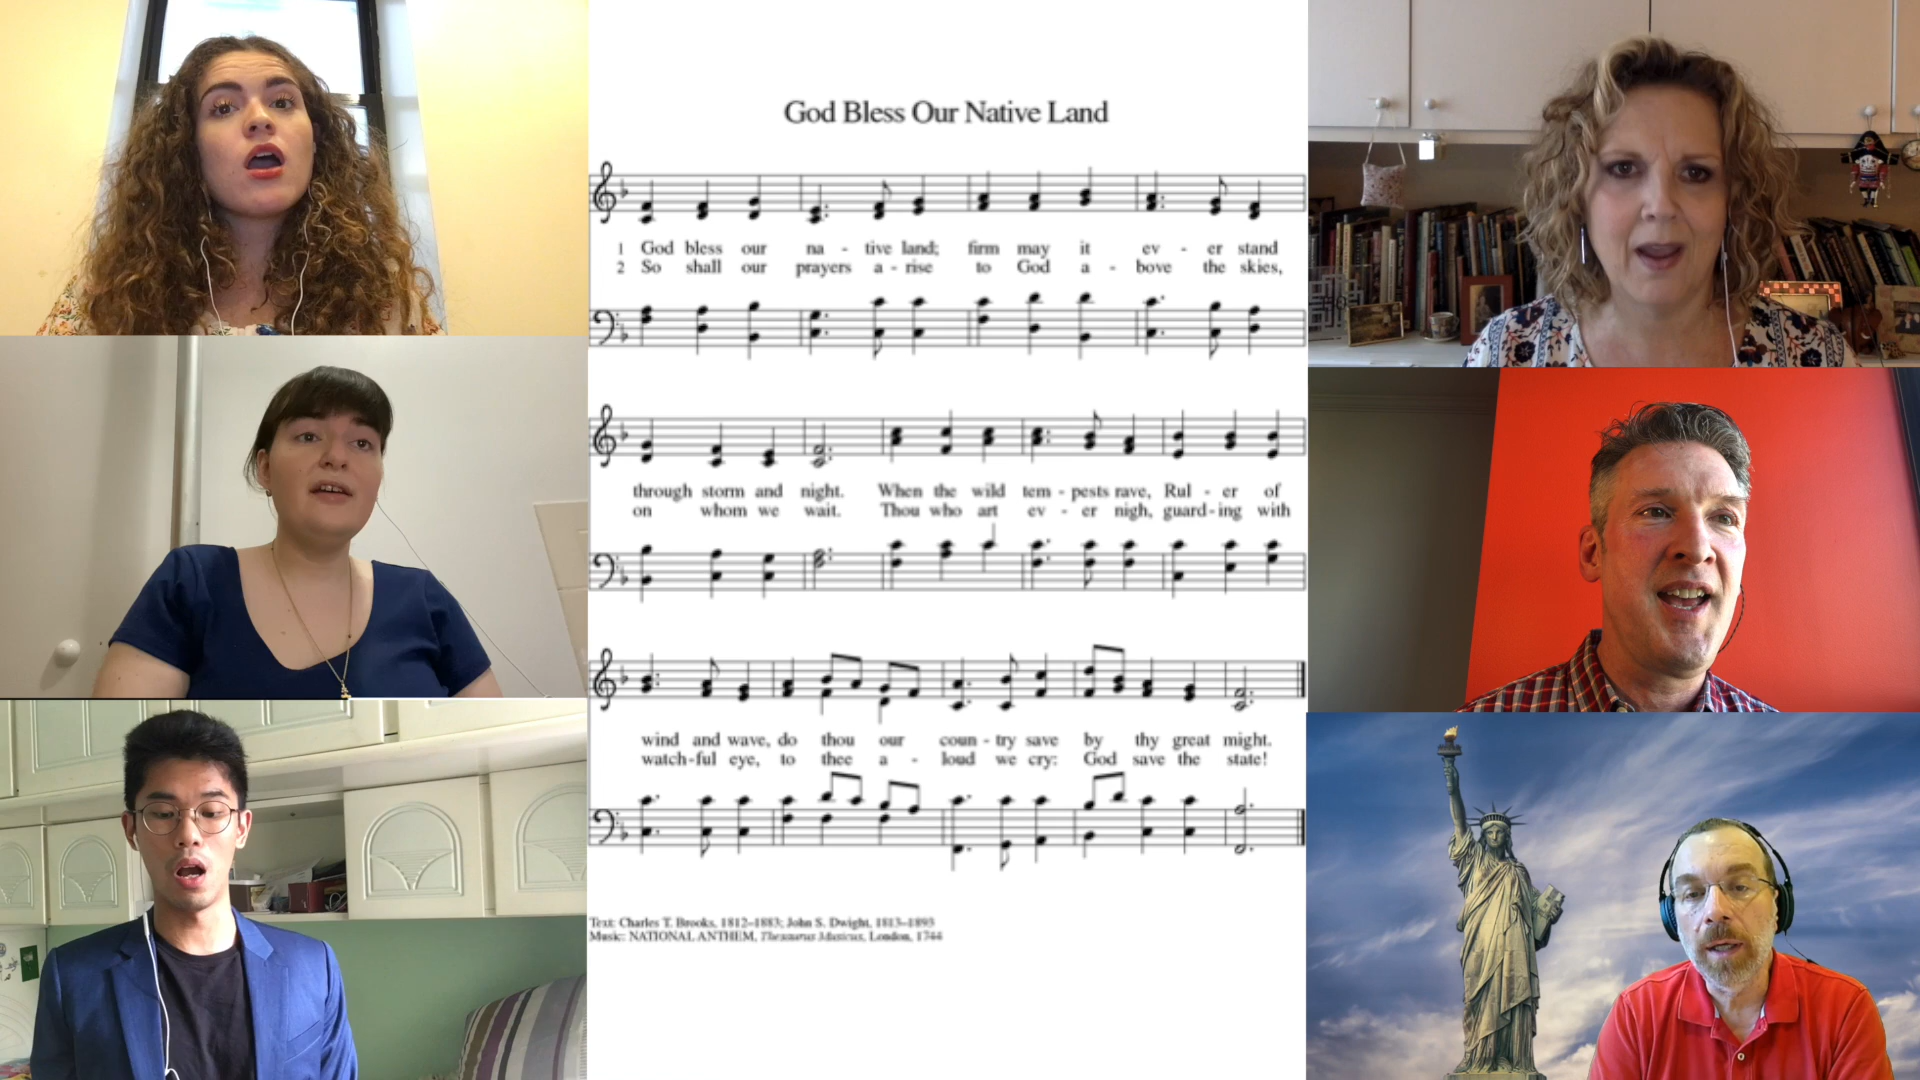 God Bless Our Native Land
1 God bless our na - tive land; firm may it ev - er stand
2 So shall our prayers a - rise to God a - bove the skies,
through storm and night. When the wild tem - pests rave, Rul - er of
on whom we wait. Thou who art ev - er nigh, guard - ing with
wind and wave, do thou our coun - try save by thy great might.
watch - ful eye, to thee a - loud we cry: God save the state!
Text: Charles T. Brooks, 1812–1883; John S. Dwight, 1813–1893
Music: NATIONAL ANTHEM, Thesaurus Musicus, London, 1744